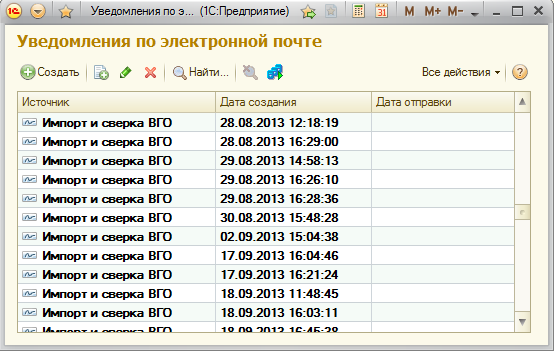 Уведомления по э... (1С:Предприятие) M M+ M-
Уведомления по электронной почте
Создать Найти... Все действия
Источник Дата создания Дата отправки
Импорт и сверка ВГО 28.08.2013 12:18:19
Импорт и сверка ВГО 28.08.2013 16:29:00
Импорт и сверка ВГО 29.08.2013 14:58:13
Импорт и сверка ВГО 29.08.2013 16:26:10
Импорт и сверка ВГО 29.08.2013 16:28:36
Импорт и сверка ВГО 30.08.2013 15:48:28
Импорт и сверка ВГО 02.09.2013 15:04:38
Импорт и сверка ВГО 17.09.2013 16:04:46
Импорт и сверка ВГО 17.09.2013 16:21:24
Импорт и сверка ВГО 18.09.2013 11:48:45
Импорт и сверка ВГО 18.09.2013 16:03:11
Импорт и сверка ВГО 18.09.2013 16:45:38